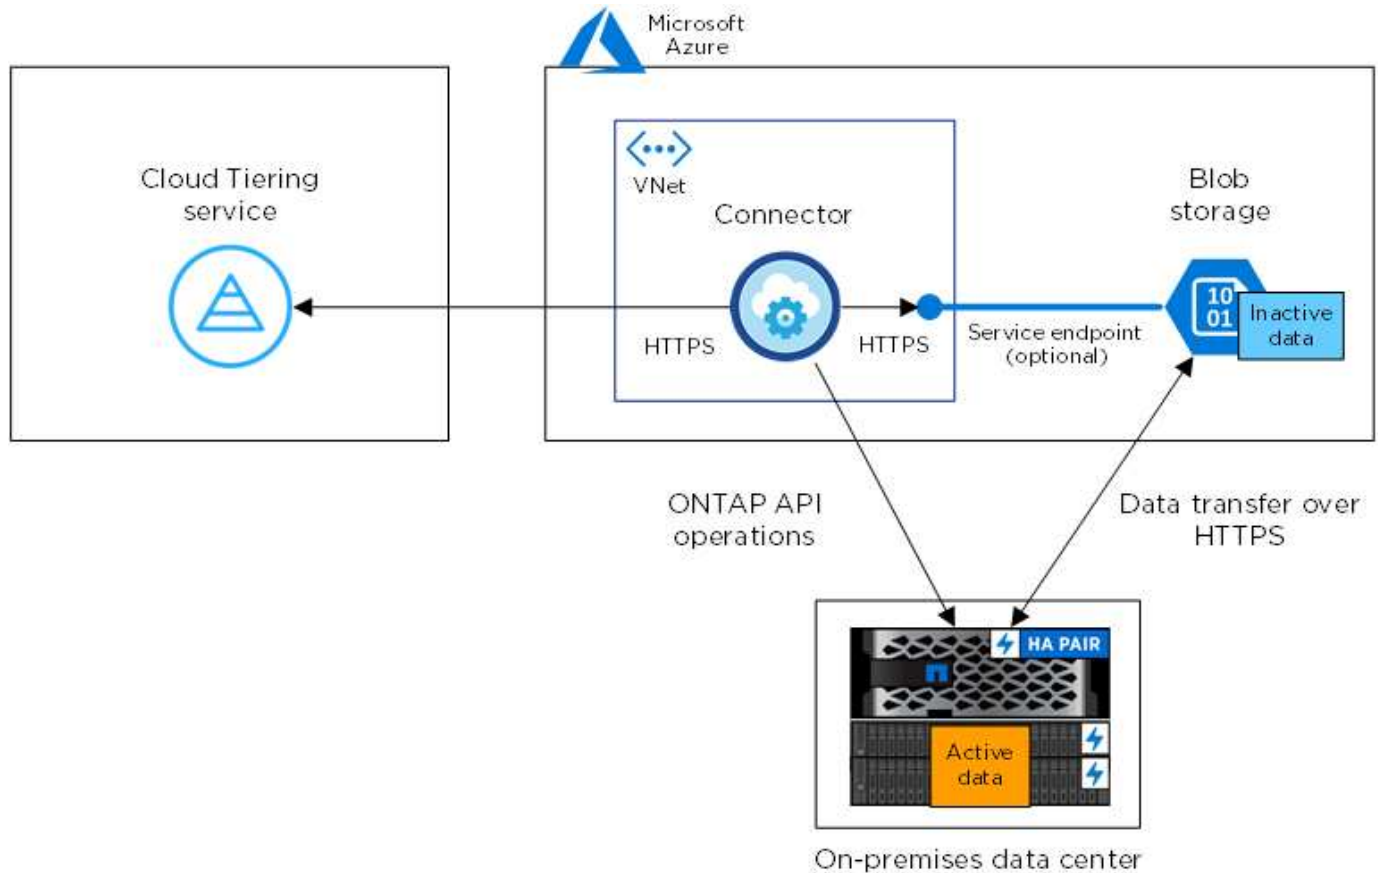 Microsoft
Azure
Cloud Tiering
service
VNet
Connector
Blob
storage
10
01
Inactive
data
HTTPS
HTTPS
Service endpoint
(optional)
ONTAP API
operations
Data transfer over
HTTPS
HA PAIR
Active
data
On-premises data center